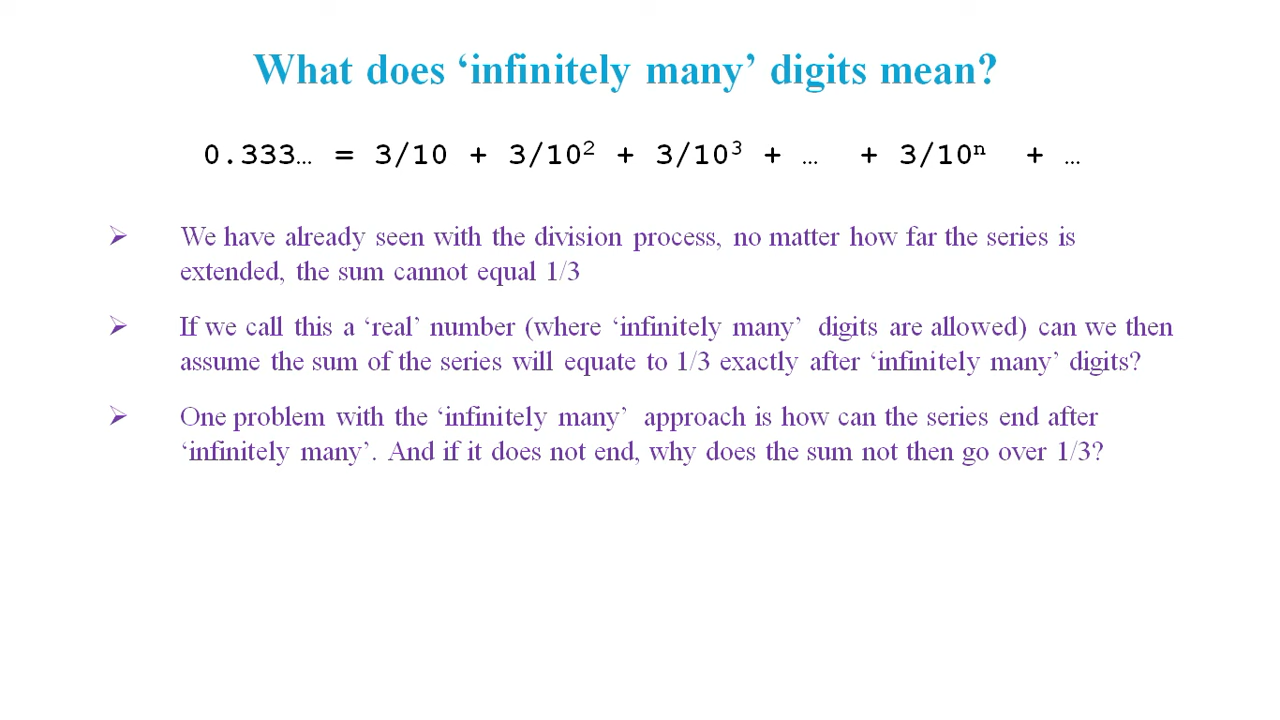 What does ‘infinitely many’ digits mean?
0.333… = 3/10 + 3/10² + 3/10³ + … + 3/10ⁿ + …
➢ We have already seen with the division process, no matter how far the series is
extended, the sum cannot equal 1/3
➢ If we call this a ‘real’ number (where ‘infinitely many’ digits are allowed) can we then
assume the sum of the series will equate to 1/3 exactly after ‘infinitely many’ digits?
➢ One problem with the ‘infinitely many’ approach is how can the series end after
‘infinitely many’. And if it does not end, why does the sum not then go over 1/3?